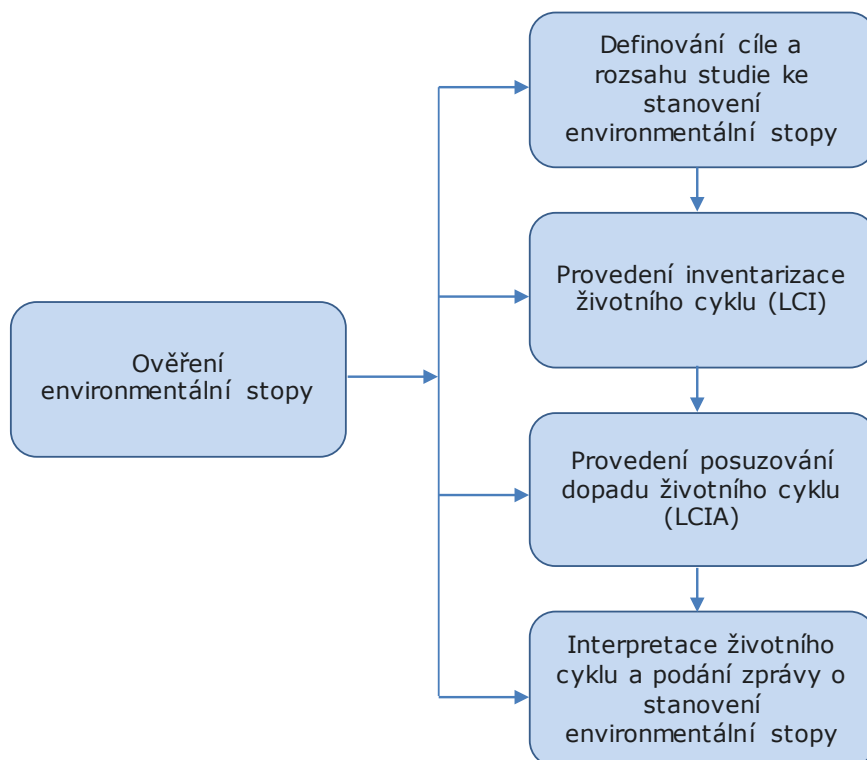 Definování cíle a
rozsahu studie ke
stanovení
environmentální stopy
Provedení inventarizace
životního cyklu (LCI)
Ověření
environmentální stopy
Provedení posuzování
dopadu životního cyklu
(LCIA)
Interpretace životního
cyklu a podání zprávy o
stanovení
environmentální stopy